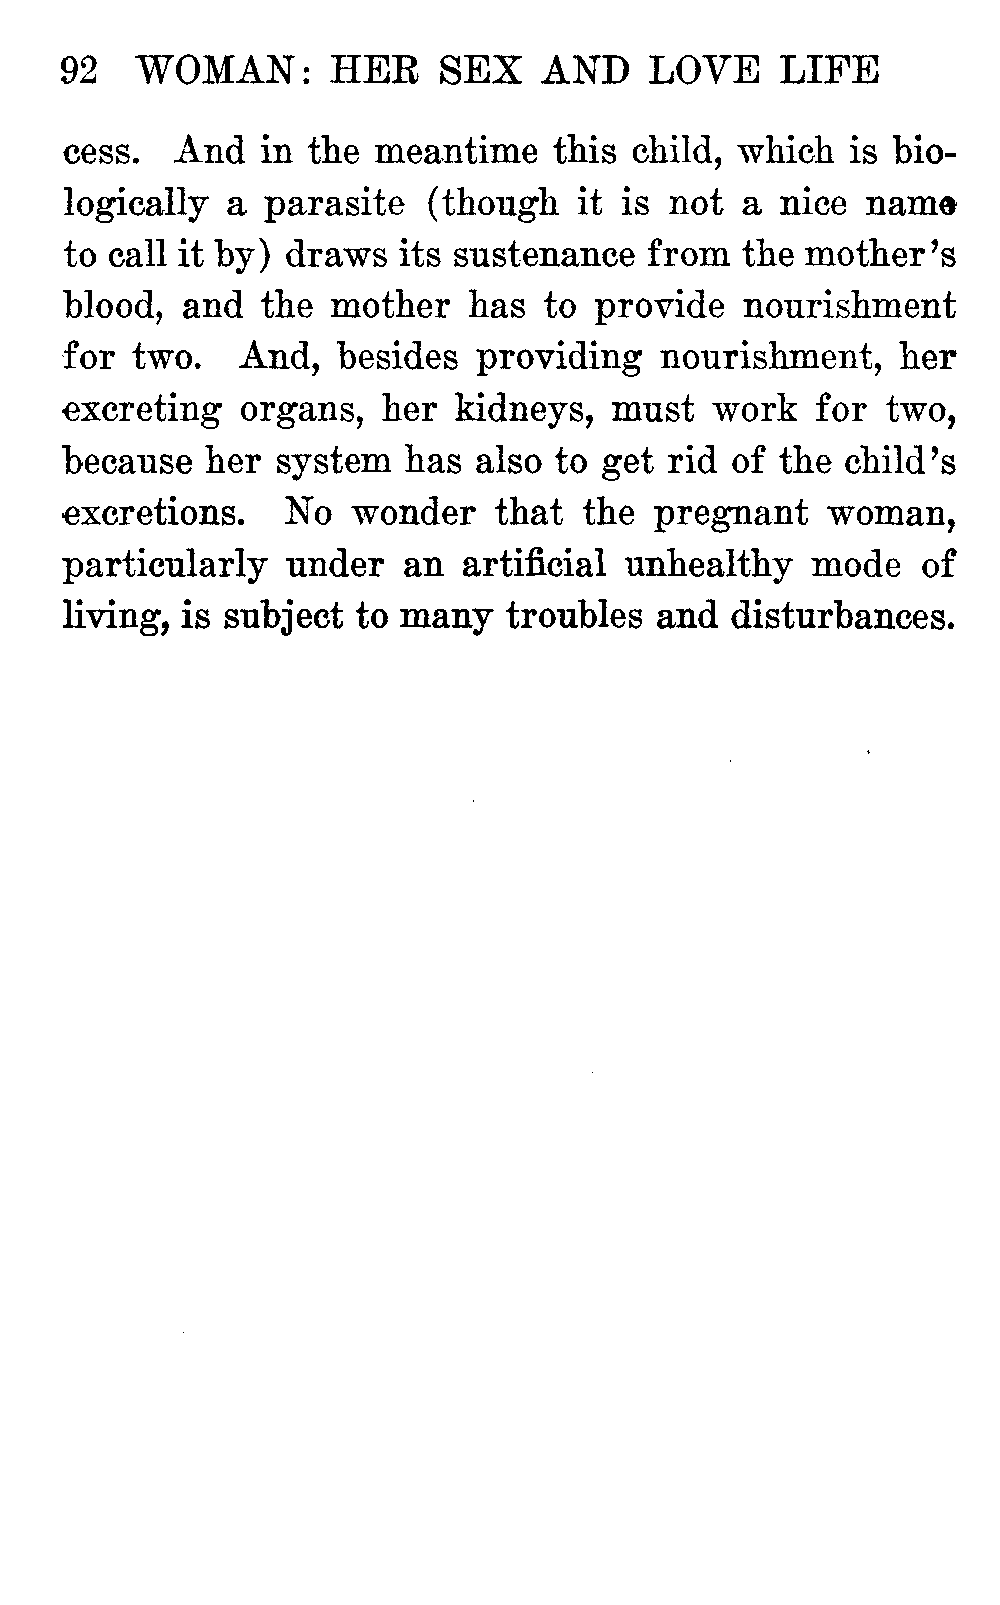 92 WOMAN: HER SEX AND LOVE LIFE
cess. And in the meantime this child, which is bio-
logically a parasite (though it is not a nice name
to call it by) draws its sustenance from the mother's
blood, and the mother has to provide nourishment
for two. And, besides providing nourishment, her
excreting organs, her kidneys, must work for two,
because her system has also to get rid of the child's
excretions. No wonder that the pregnant woman,
particularly under an artificial unhealthy mode of
living, is subject to many troubles and disturbances.